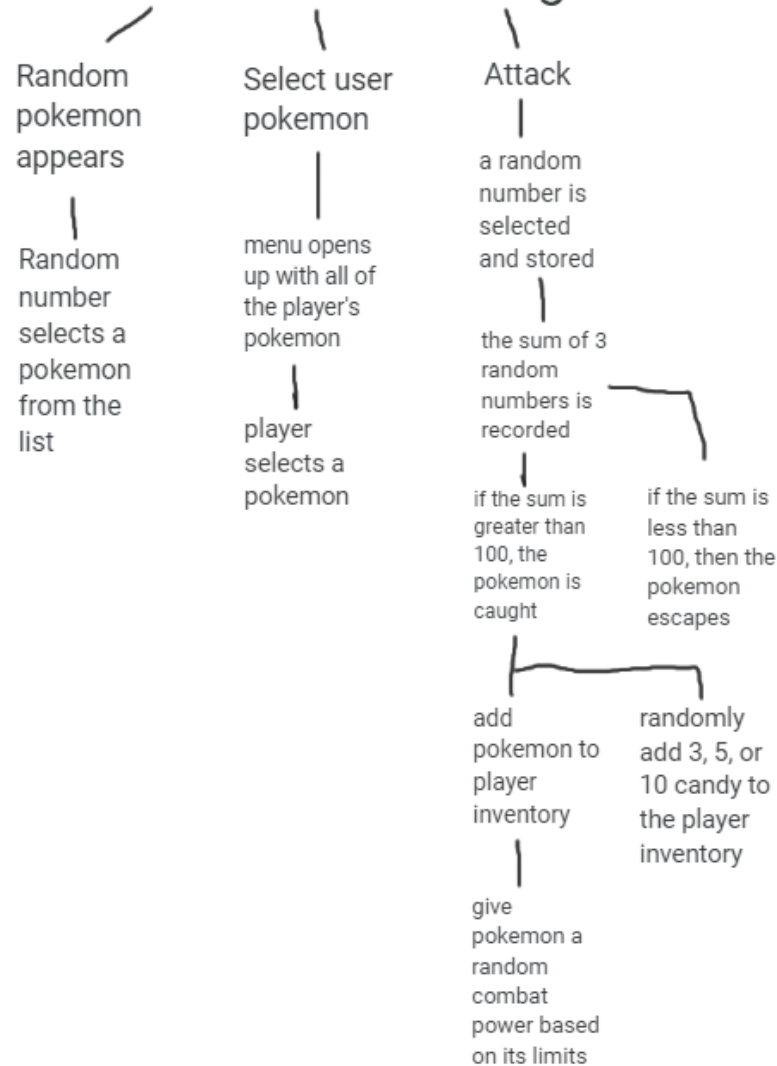 Random
pokemon
appears
Random
number
selects a
pokemon
from the
list
Select user
pokemon
menu opens
up with all of
the player's
pokemon
player
selects a
pokemon
Attack
a random
number is
selected
and stored
the sum of 3
random
numbers is
recorded
if the sum is
greater than
100, the
pokemon is
caught
if the sum is
less than
100, then the
pokemon
escapes
add
pokemon to
player
inventory
randomly
add 3, 5, or
10 candy to
the player
inventory
give
pokemon a
random
combat
power based
on its limits